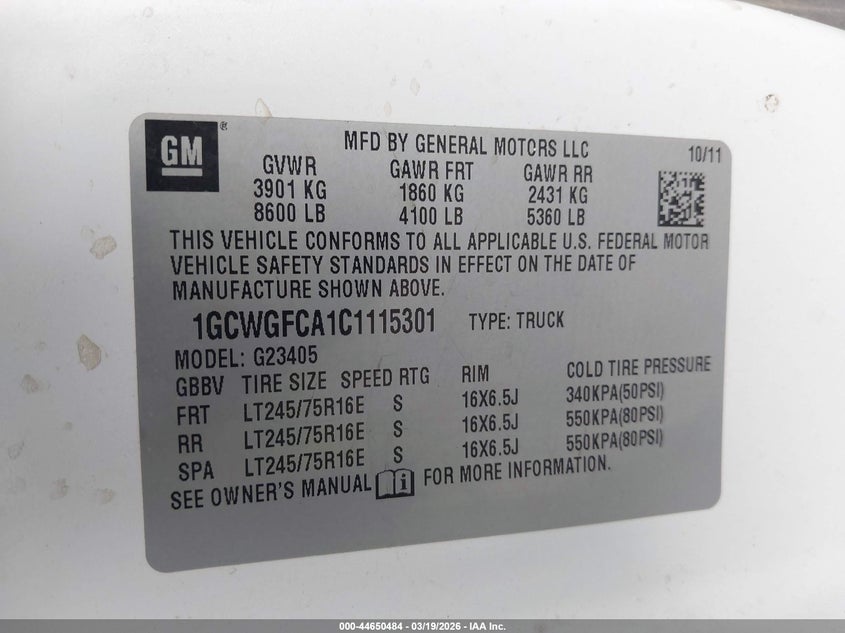 GM®
MFD BY GENERAL MOTORS LLC 10/11
GVWR GAWR FRT GAWR RR
3901 KG 1860 KG 2431 KG
8600 LB 4100 LB 5360 LB
THIS VEHICLE CONFORMS TO ALL APPLICABLE U.S. FEDERAL MOTOR
VEHICLE SAFETY STANDARDS IN EFFECT ON THE DATE OF
MANUFACTURE SHOWN ABOVE.
1GCWGFCA1C1115301 TYPE: TRUCK
MODEL: G23405
GBBV TIRE SIZE SPEED RTG RIM COLD TIRE PRESSURE
FRT LT245/75R16E S 16X6.5J 340KPA(50PSI)
RR LT245/75R16E S 16X6.5J 550KPA(80PSI)
SPA LT245/75R16E S 16X6.5J 550KPA(80PSI)
SEE OWNER'S MANUAL FOR MORE INFORMATION.
000-44650484 - 03/19/2026 - IAA Inc.